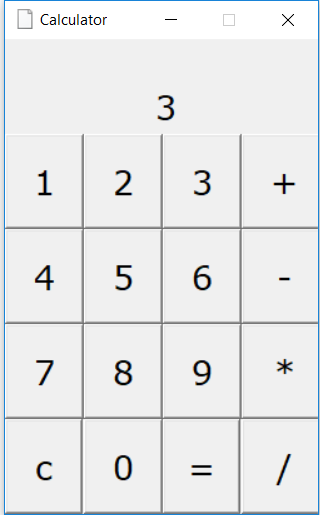 Calculator
3
1 2 3 +
4 5 6 -
7 8 9 *
c 0 = /